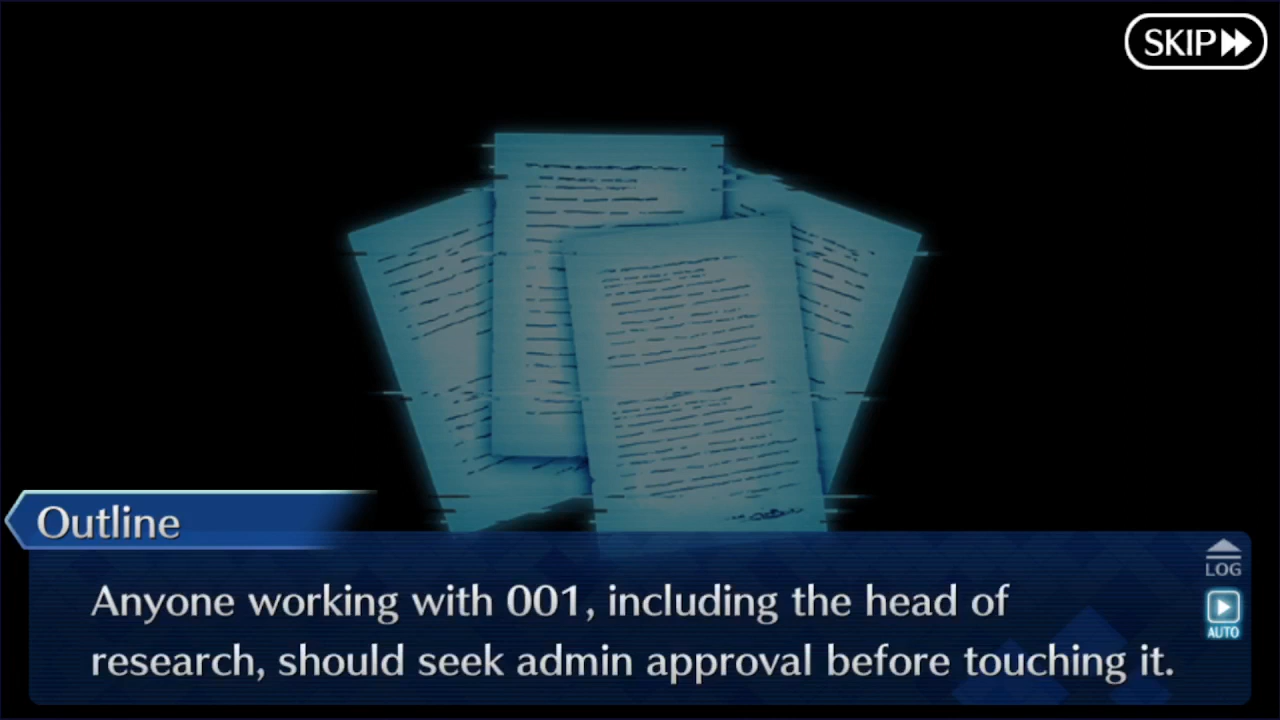 SKIP
Outline
LOG
Anyone working with 001, including the head of
AUTO
research, should seek admin approval before touching it.